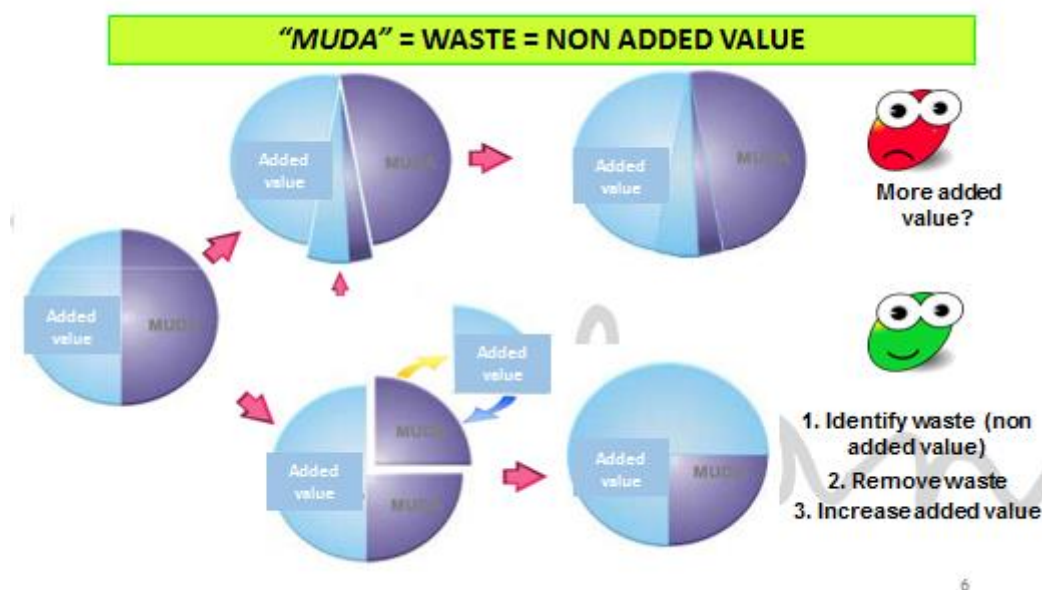 "MUDA" = WASTE = NON ADDED VALUE
Added
value
MUDA
Added
value
MUDA
More added
value?
Added
value
MUDA
Added
value
MUDA
Added
value
MUDA
Added
value
MUDA
1. Identify waste (non
added value)
2. Remove waste
3. Increase added value
6